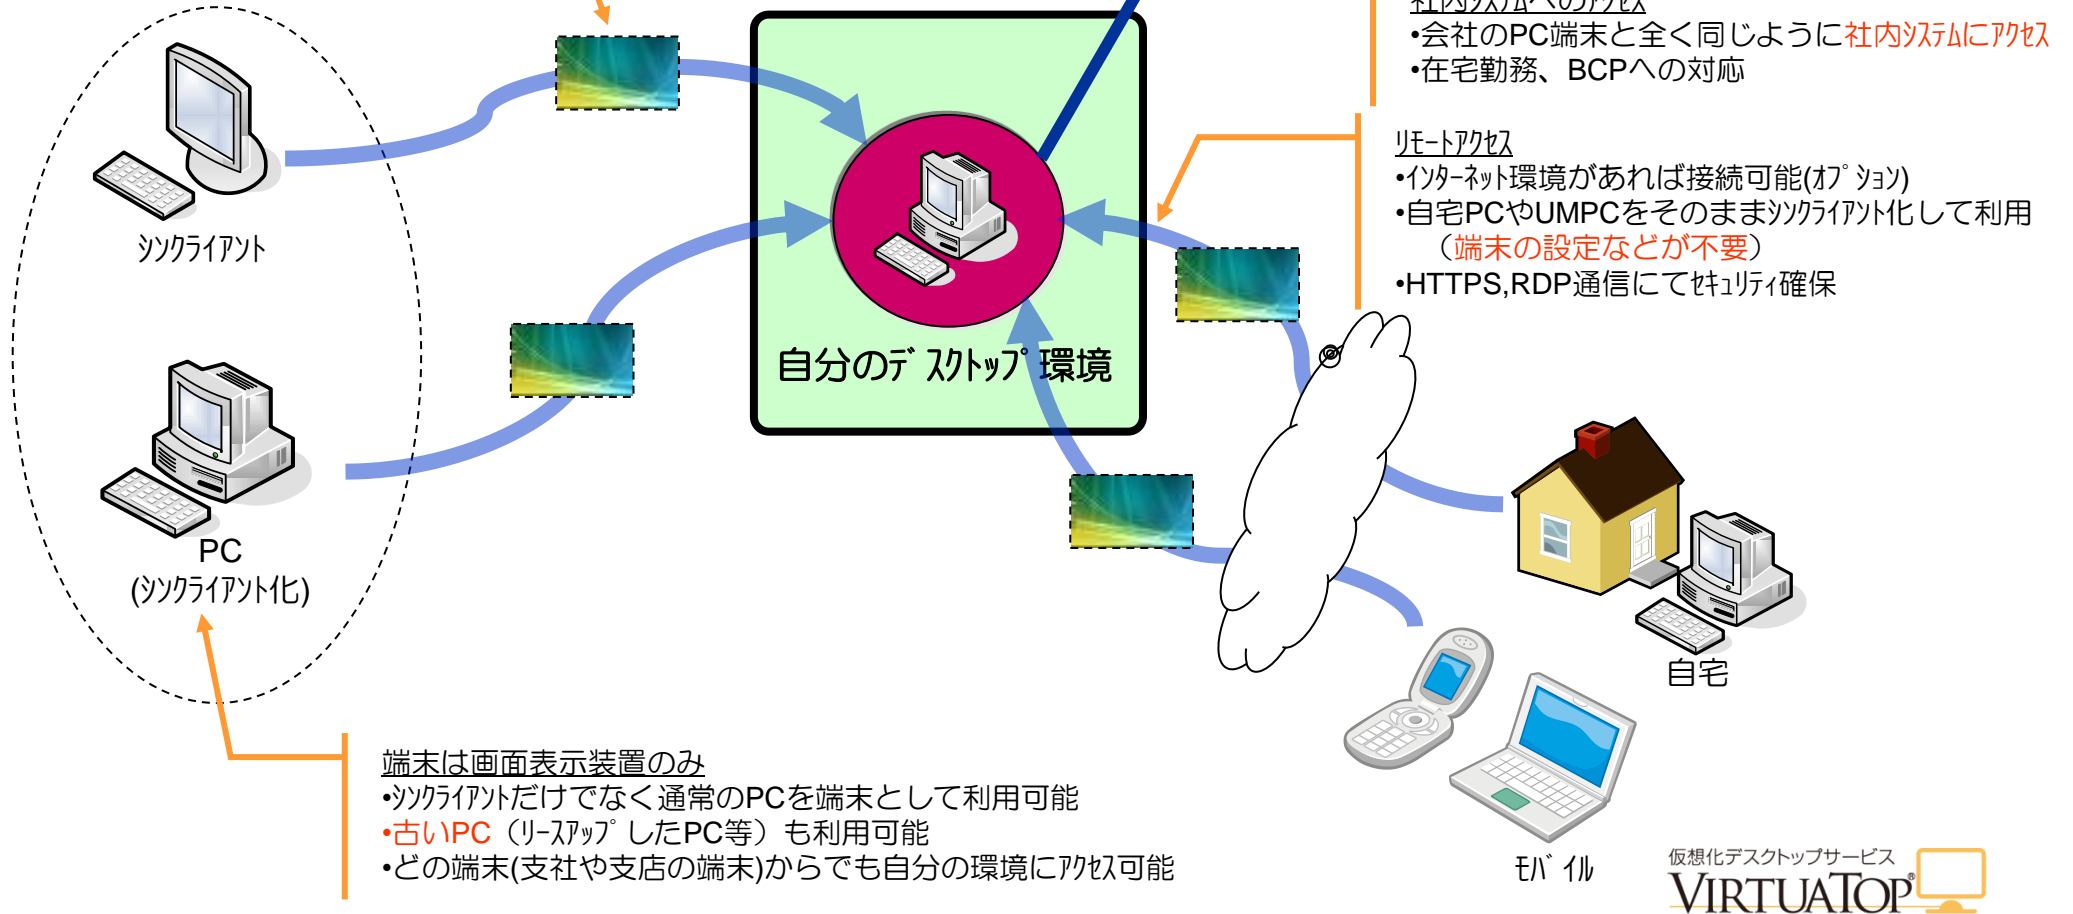 社内ｼｽﾃﾑへのｱｸｾｽ
•会社のPC端末と全く同じように社内ｼｽﾃﾑにｱｸｾｽ
•在宅勤務、BCPへの対応
ﾘﾓｰﾄｱｸｾｽ
•ｲﾝﾀｰﾈｯﾄ環境があれば接続可能(ｵﾌﾟｼｮﾝ)
•自宅PCやUMPCをそのままｼﾝｸﾗｲｱﾝﾄ化して利用
（端末の設定などが不要）
•HTTPS,RDP通信にてｾｷｭﾘﾃｨ確保
ｼﾝｸﾗｲｱﾝﾄ
自分のﾃﾞｽｸﾄｯﾌﾟ環境
PC
(ｼﾝｸﾗｲｱﾝﾄ化)
自宅
端末は画面表示装置のみ
•ｼﾝｸﾗｲｱﾝﾄだけでなく通常のPCを端末として利用可能
•古いPC（ﾘｰｽｱｯﾌﾟしたPC等）も利用可能
•どの端末(支社や支店の端末)からでも自分の環境にｱｸｾｽ可能
ﾓﾊﾞｲﾙ
仮想化デスクトップサービス
VIRTUATOP®